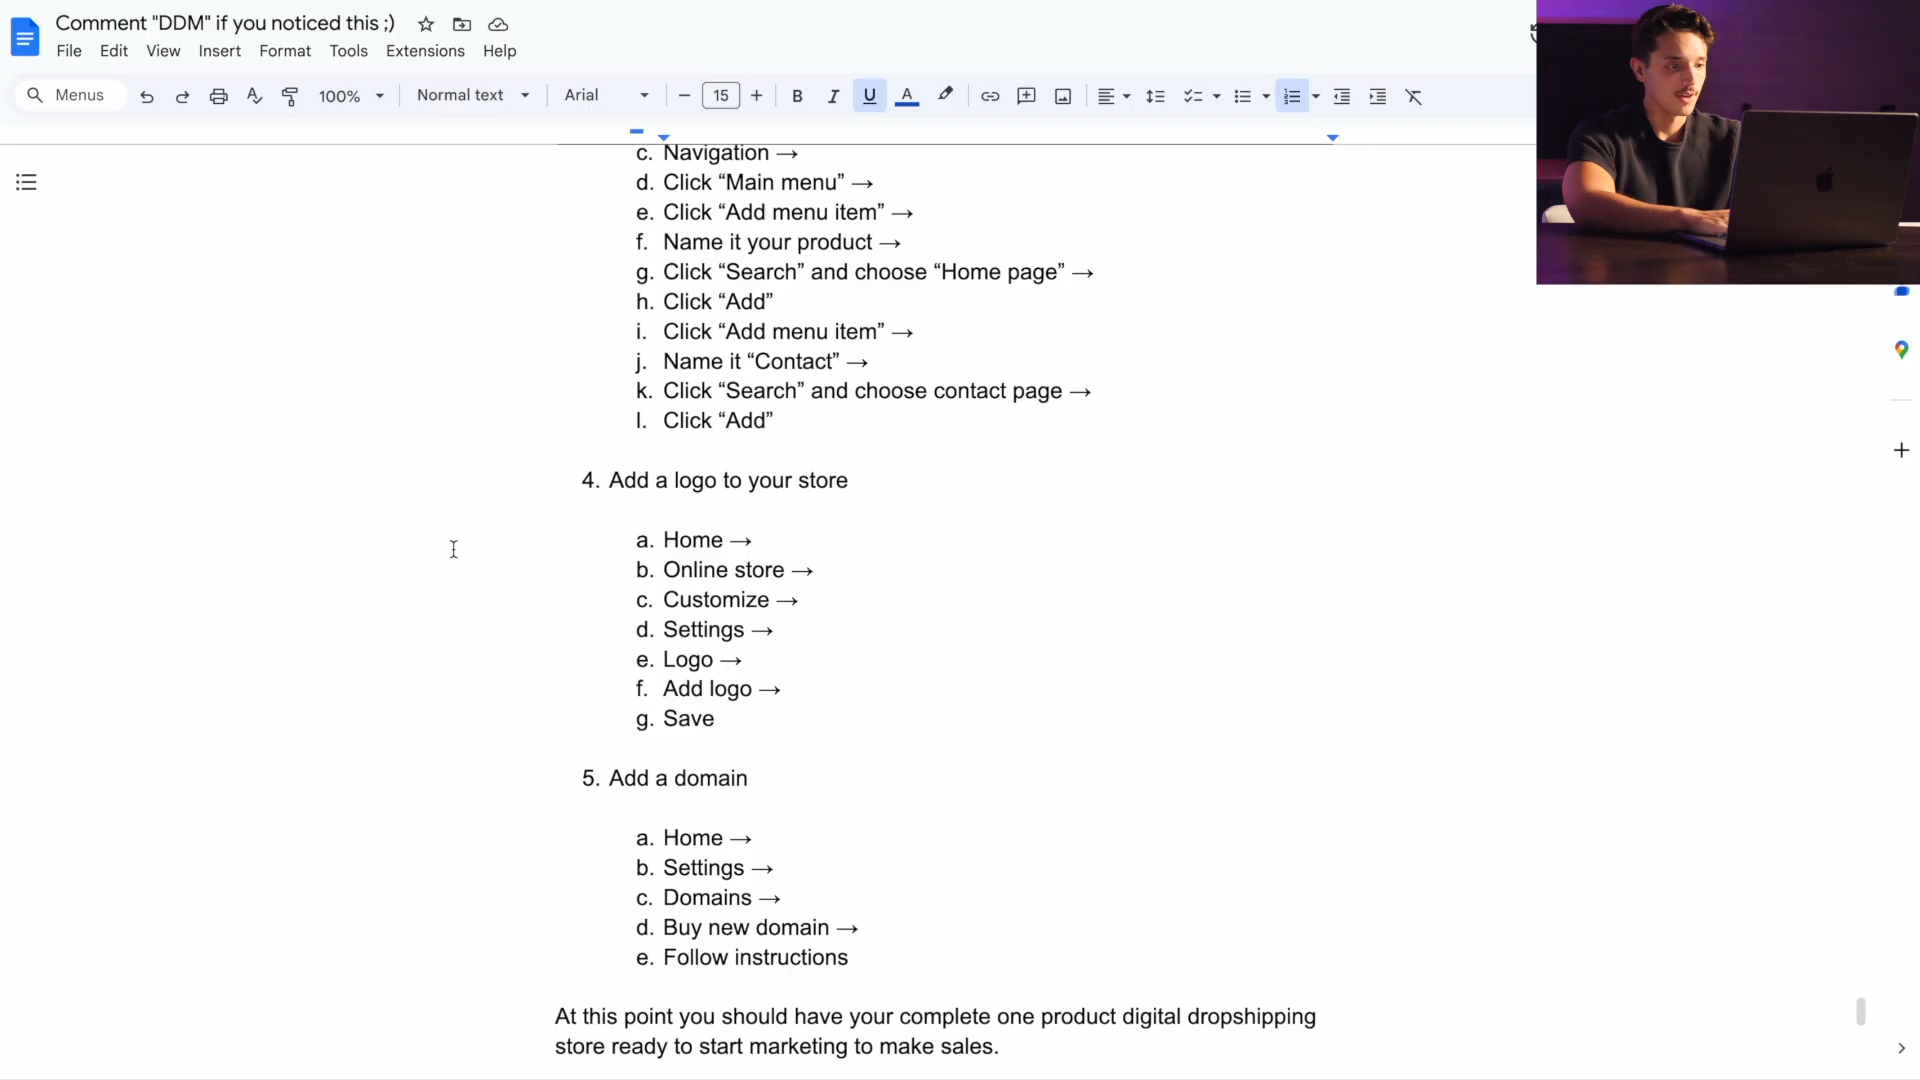 Comment "DDM" if you noticed this ;)
File Edit View Insert Format Tools Extensions Help
Menus 100% Normal text Arial 15 B I U A
c. Navigation →
d. Click “Main menu” →
e. Click “Add menu item” →
f. Name it your product →
g. Click “Search” and choose “Home page” →
h. Click “Add”
i. Click “Add menu item” →
j. Name it “Contact” →
k. Click “Search” and choose contact page →
l. Click “Add”
4. Add a logo to your store
a. Home →
b. Online store →
c. Customize →
d. Settings →
e. Logo →
f. Add logo →
g. Save
5. Add a domain
a. Home →
b. Settings →
c. Domains →
d. Buy new domain →
e. Follow instructions
At this point you should have your complete one product digital dropshipping
store ready to start marketing to make sales.